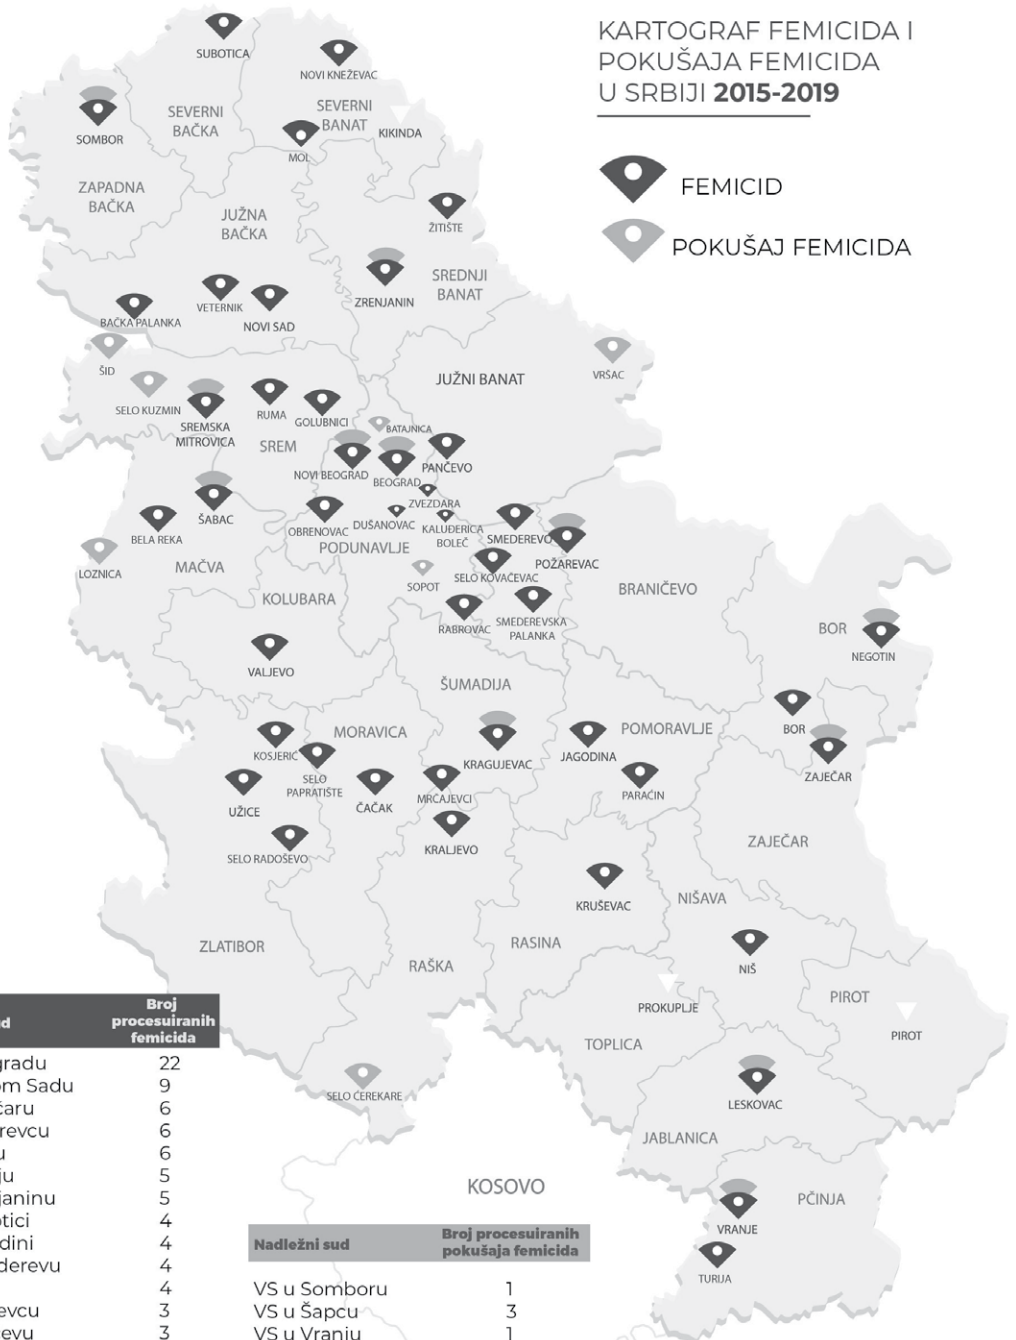 KARTOGRAF FEMICIDA I
POKUŠAJA FEMICIDA
U SRBIJI 2015-2019
FEMICID
POKUŠAJ FEMICIDA
SUBOTICA
NOVI KNEŽEVAC
SEVERNI
BANAT
KIKINDA
SOMBOR
SEVERNI
BAČKA
MOL
ZAPADNA
BAČKA
JUŽNA
BAČKA
ŽITIŠTE
SREDNJI
BANAT
ZRENJANIN
VETERNIK
NOVI SAD
BAČKA PALANKA
ŠID
VRŠAC
JUŽNI BANAT
SELO KUZMIN
SREMSKA
MITROVICA
RUMA
GOLUBNICI
SREM
BATAJNICA
NOVI BEOGRAD
BEOGRAD
PANČEVO
ZVEZDARA
ŠABAC
BELA REKA
OBRENOVAC
DUŠANOVAC
KALUĐERICA
BOLEČ
SMEDEREVO
POŽAREVAC
PODUNAVLJE
LOZNICA
MAČVA
SOPOT
SELO KOVAČEVAC
BRANIČEVO
KOLUBARA
RABROVAC
SMEDEREVSKA
PALANKA
BOR
NEGOTIN
VALJEVO
ŠUMADIJA
MORAVICA
POMORAVLJE
BOR
KOSJERIĆ
KRAGUJEVAC
JAGODINA
ZAJEČAR
SELO
PAPRATIŠTE
UŽICE
ČAČAK
MRČAJEVCI
PARAĆIN
KRALJEVO
SELO RADOŠEVO
ZAJEČAR
KRUŠEVAC
NIŠAVA
ZLATIBOR
RASINA
RAŠKA
NIŠ
PROKUPLJE
PIROT
PIROT
TOPLICA
SELO ČEREKARE
LESKOVAC
JABLANICA
KOSOVO
PČINJA
VRANJE
TURIJA
d
Broj
procesuiranih
femicida
gradu 22
om Sadu 9
čaru 6
revcu 6
u 6
ju 5
janinu 5
otici 4
dini 4
derevu 4
4
evcu 3
čevu 3
Nadležni sud
Broj procesuiranih
pokušaja femicida
VS u Somboru 1
VS u Šapcu 3
VS u Vranju 1